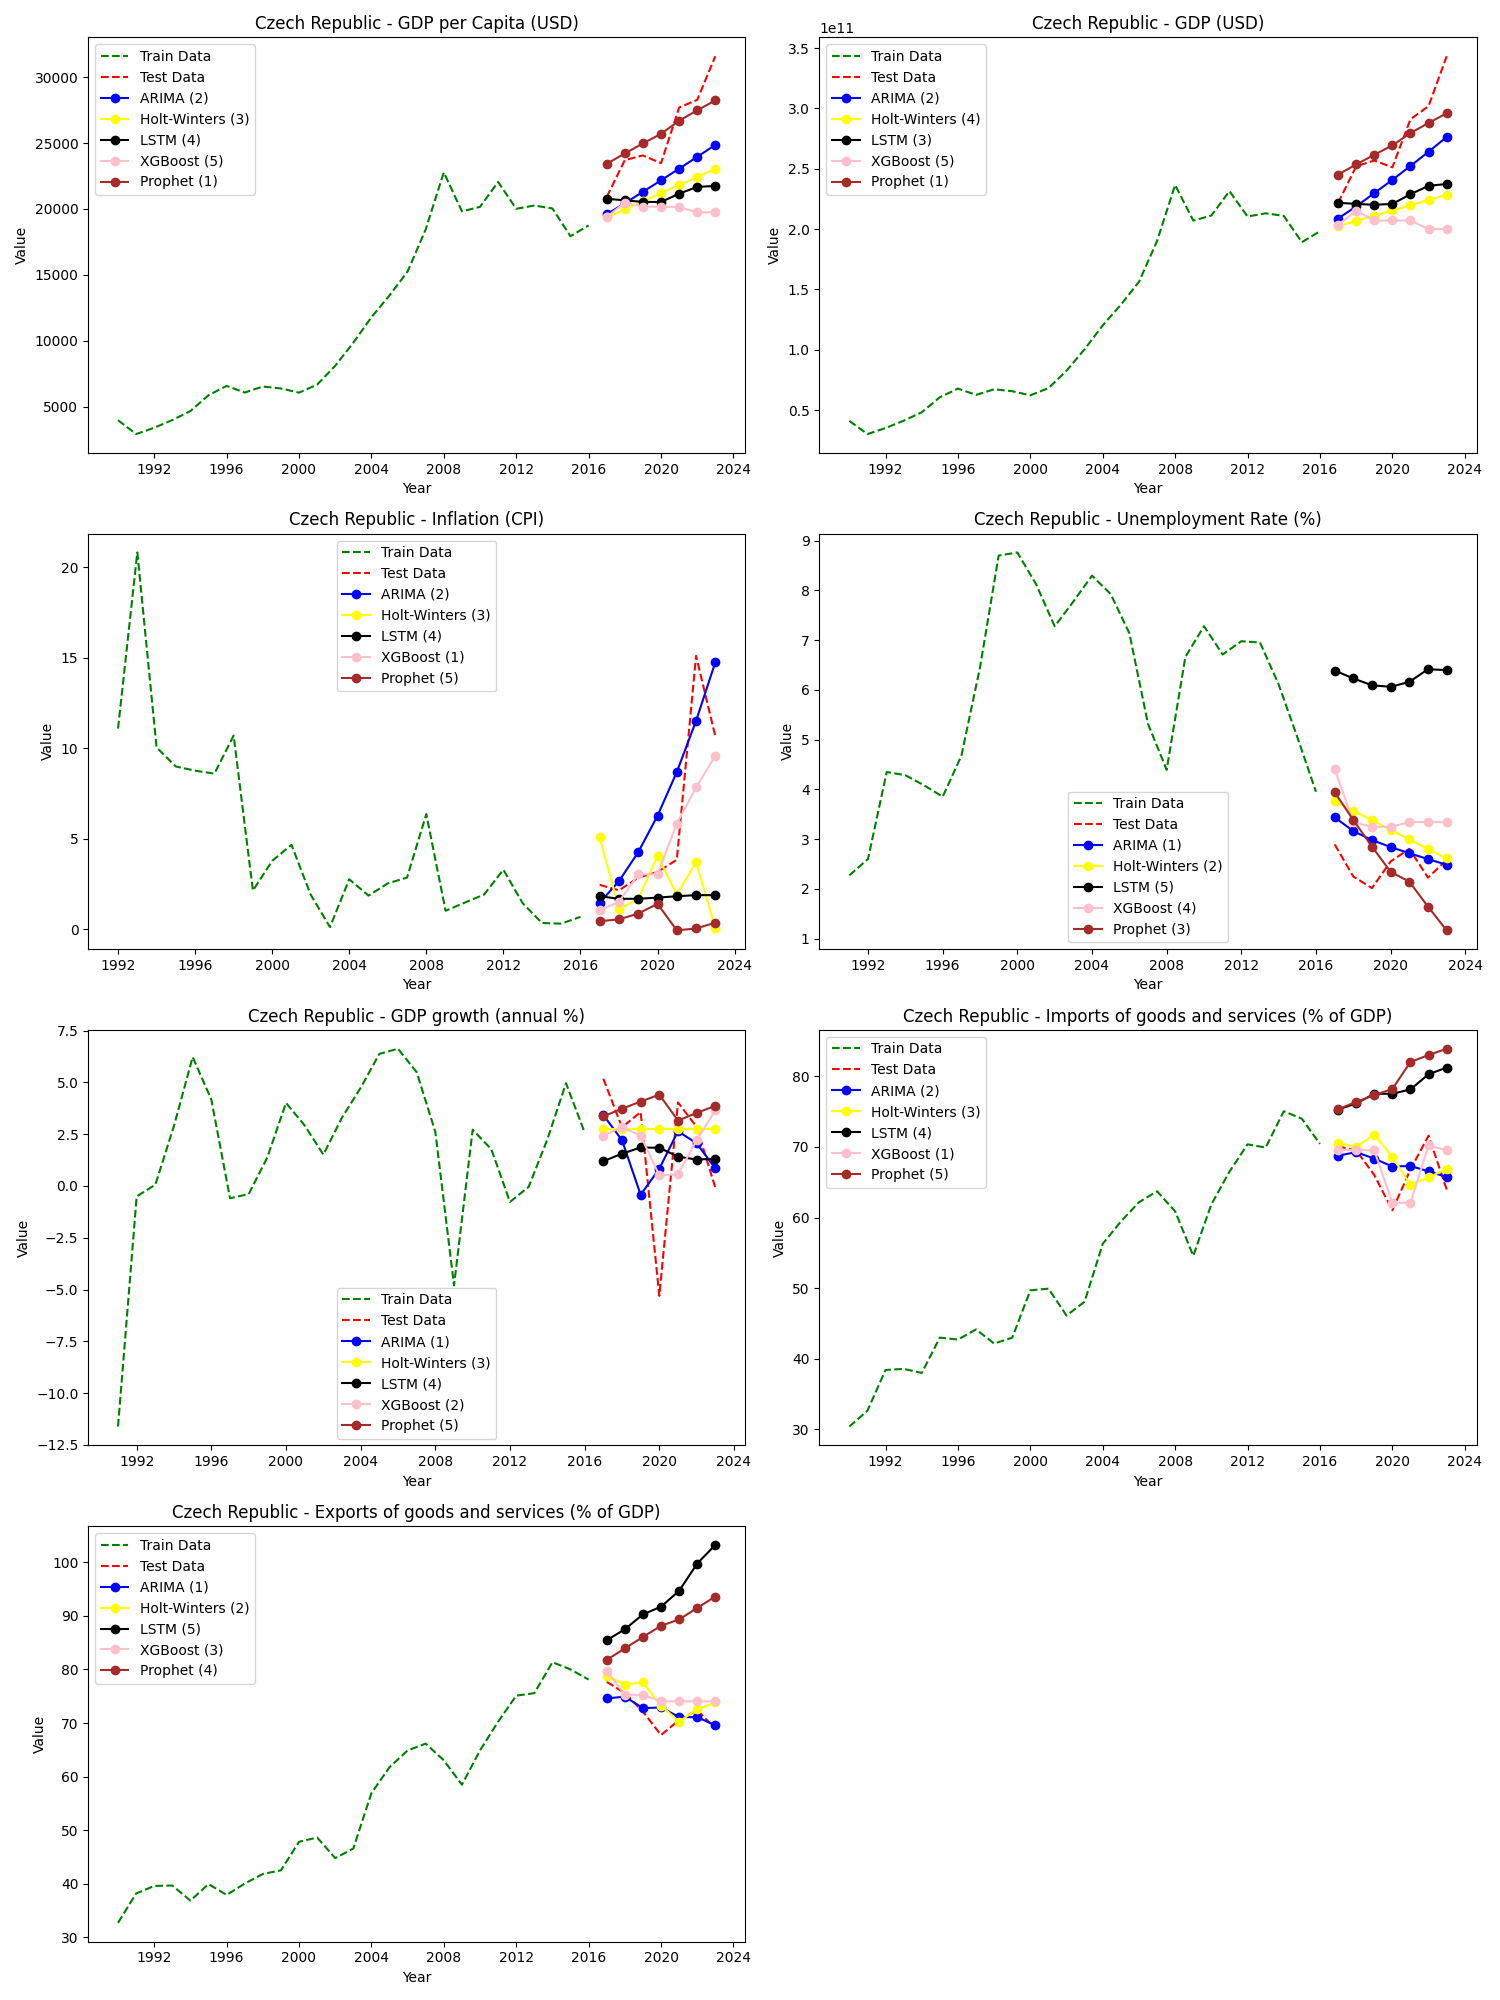 Czech Republic - GDP per Capita (USD)
Train Data
Test Data
ARIMA (2)
Holt-Winters (3)
LSTM (4)
XGBoost (5)
Prophet (1)
30000
25000
20000
15000
10000
5000
Value
1992 1996 2000 2004 2008 2012 2016 2020 2024
Year
Czech Republic - GDP (USD)
1e11
Train Data
Test Data
ARIMA (2)
Holt-Winters (4)
LSTM (3)
XGBoost (5)
Prophet (1)
3.5
3.0
2.5
2.0
1.5
1.0
0.5
Value
1992 1996 2000 2004 2008 2012 2016 2020 2024
Year
Czech Republic - Inflation (CPI)
Train Data
Test Data
ARIMA (2)
Holt-Winters (3)
LSTM (4)
XGBoost (1)
Prophet (5)
20
15
10
5
0
Value
1992 1996 2000 2004 2008 2012 2016 2020 2024
Year
Czech Republic - Unemployment Rate (%)
9
8
7
6
5
4
3
2
1
Value
Train Data
Test Data
ARIMA (1)
Holt-Winters (2)
LSTM (5)
XGBoost (4)
Prophet (3)
1992 1996 2000 2004 2008 2012 2016 2020 2024
Year
Czech Republic - GDP growth (annual %)
7.5
5.0
2.5
0.0
−2.5
−5.0
−7.5
−10.0
−12.5
Value
Train Data
Test Data
ARIMA (1)
Holt-Winters (3)
LSTM (4)
XGBoost (2)
Prophet (5)
1992 1996 2000 2004 2008 2012 2016 2020 2024
Year
Czech Republic - Imports of goods and services (% of GDP)
Train Data
Test Data
ARIMA (2)
Holt-Winters (3)
LSTM (4)
XGBoost (1)
Prophet (5)
80
70
60
50
40
30
Value
1992 1996 2000 2004 2008 2012 2016 2020 2024
Year
Czech Republic - Exports of goods and services (% of GDP)
Train Data
Test Data
ARIMA (1)
Holt-Winters (2)
LSTM (5)
XGBoost (3)
Prophet (4)
100
90
80
70
60
50
40
30
Value
1992 1996 2000 2004 2008 2012 2016 2020 2024
Year